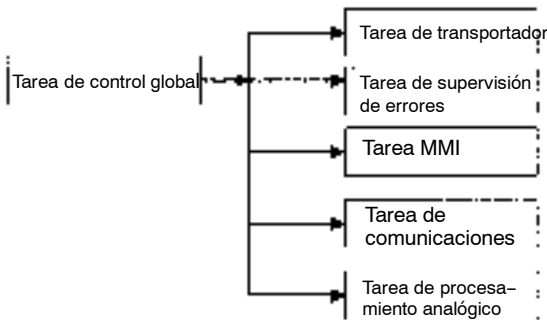 Tarea de transportador
Tarea de control global
Tarea de supervisión
de errores
Tarea MMI
Tarea de
comunicaciones
Tarea de procesa-
miento analógico